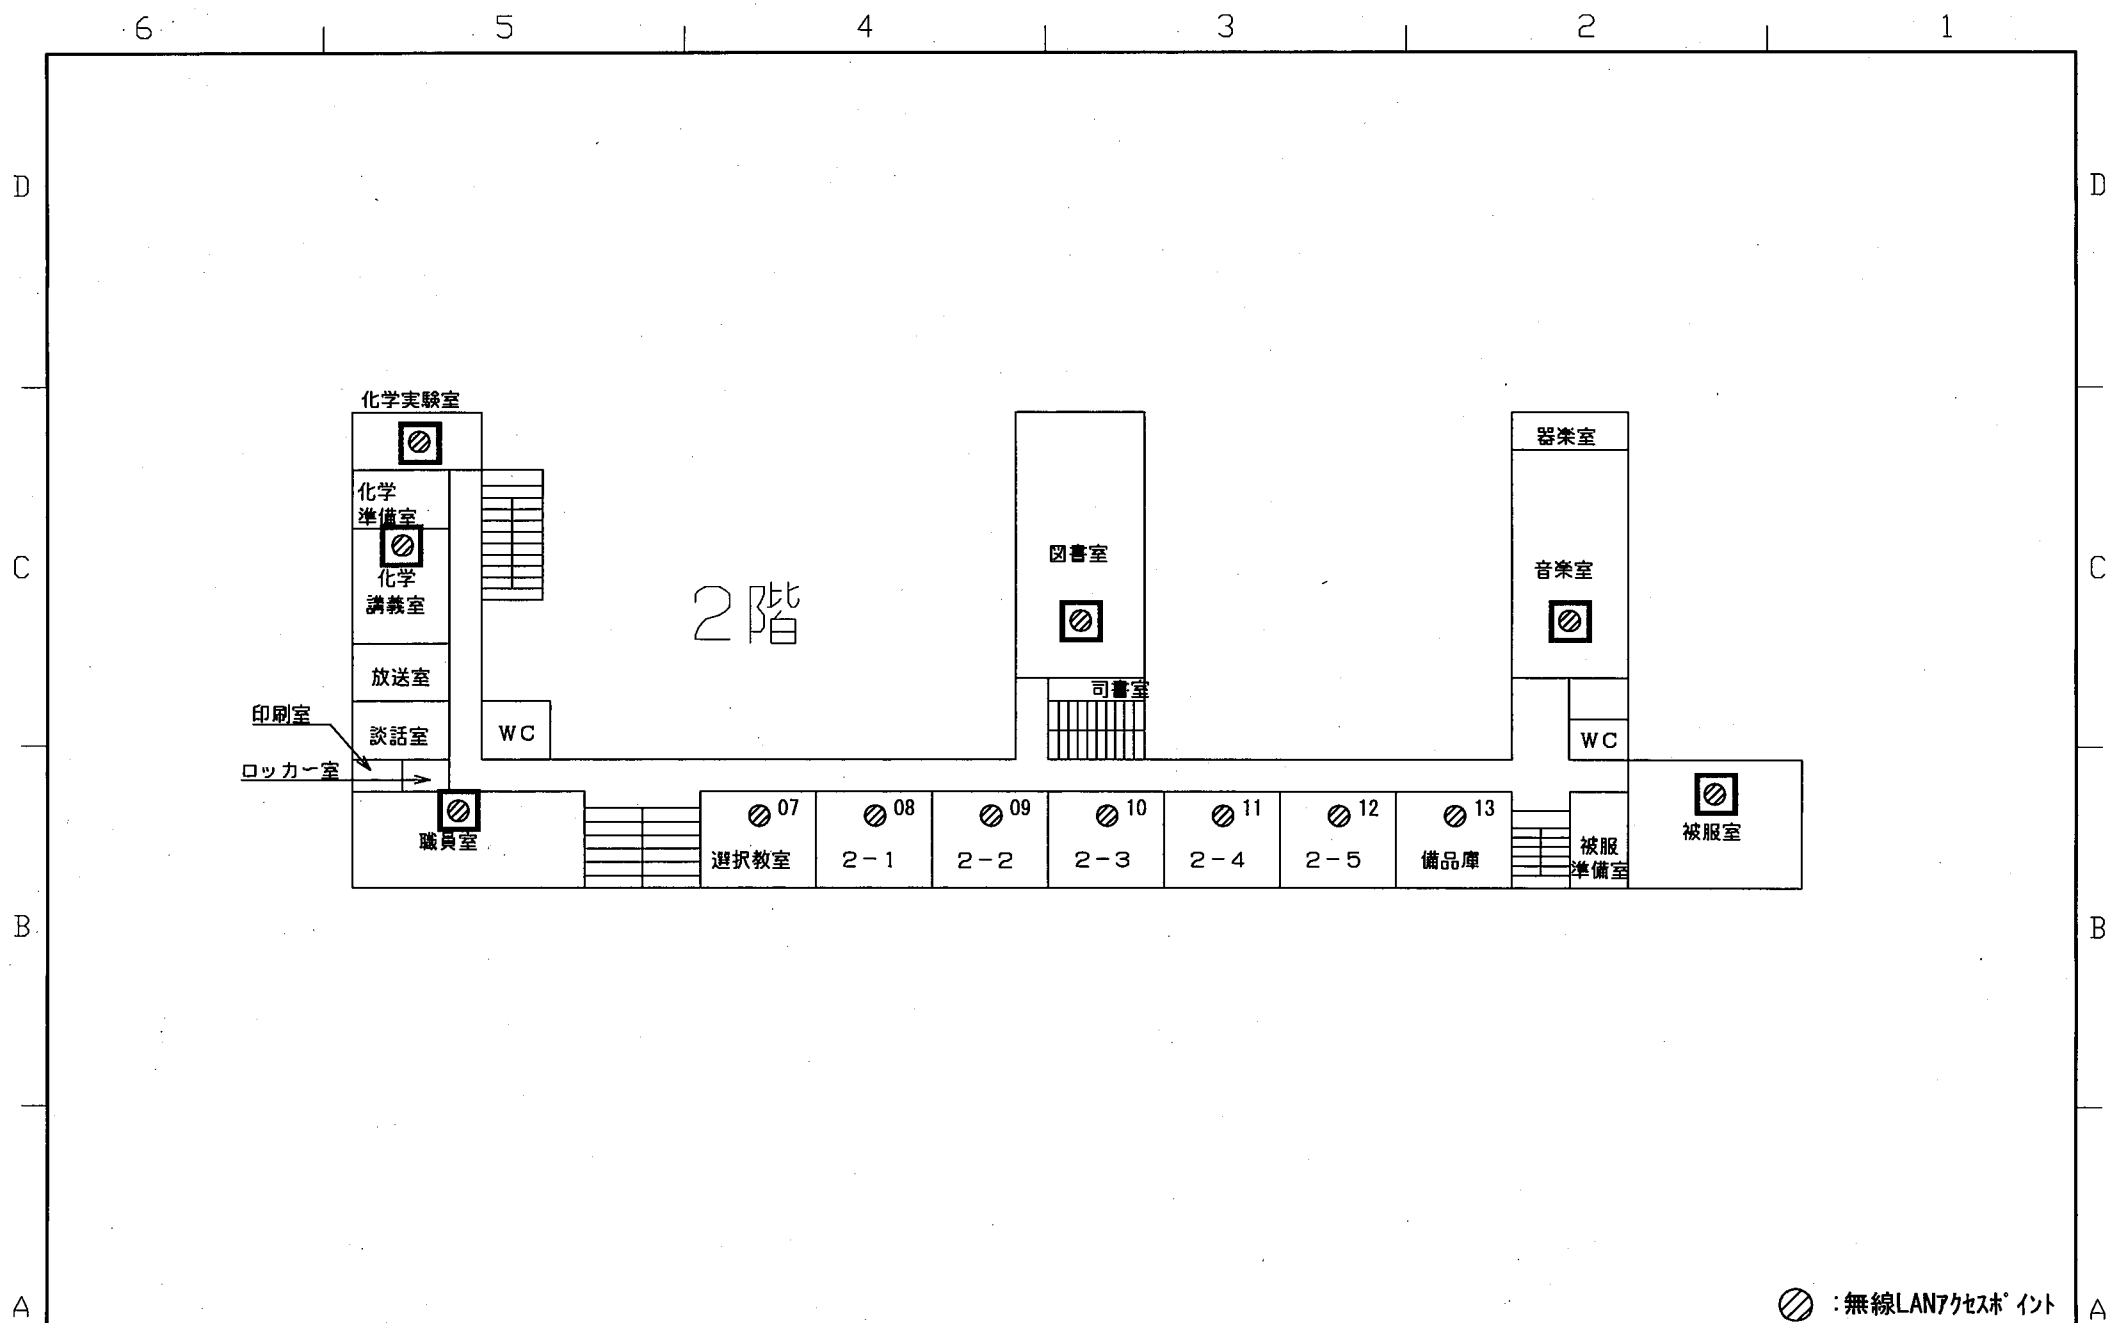 6 5 4 3 2 1
D D
化学実験室
器楽室
化学
準備室
図書室
C C
音楽室
化学
講義室
2階
放送室
司書室
印刷室
談話室
WC
WC
ロッカー室
07 08 09 10 11 12 13
職員室
被服室
選択教室 2-1 2-2 2-3 2-4 2-5 備品庫
被服
準備室
B B
A A
:無線LANアクセスポイント